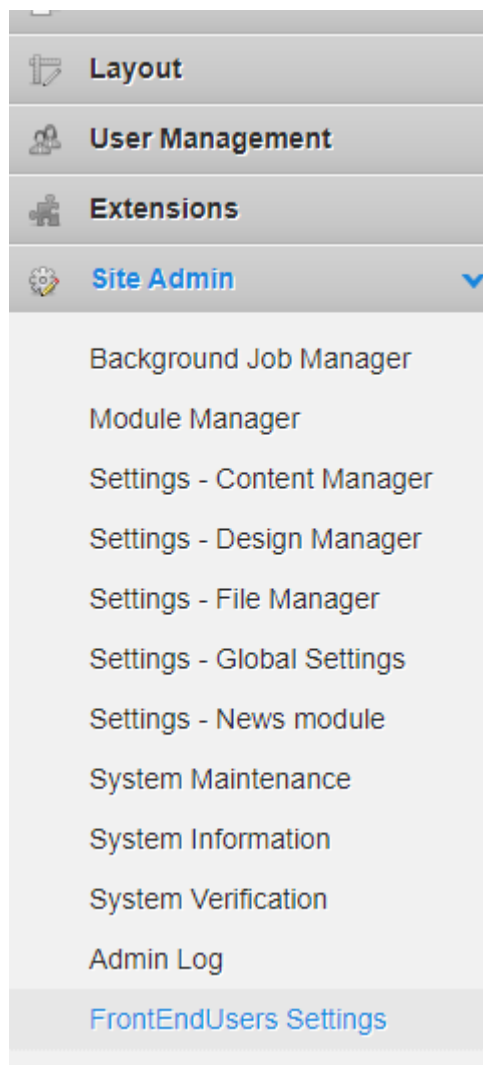 Layout
User Management
Extensions
Site Admin
Background Job Manager
Module Manager
Settings - Content Manager
Settings - Design Manager
Settings - File Manager
Settings - Global Settings
Settings - News module
System Maintenance
System Information
System Verification
Admin Log
FrontEndUsers Settings